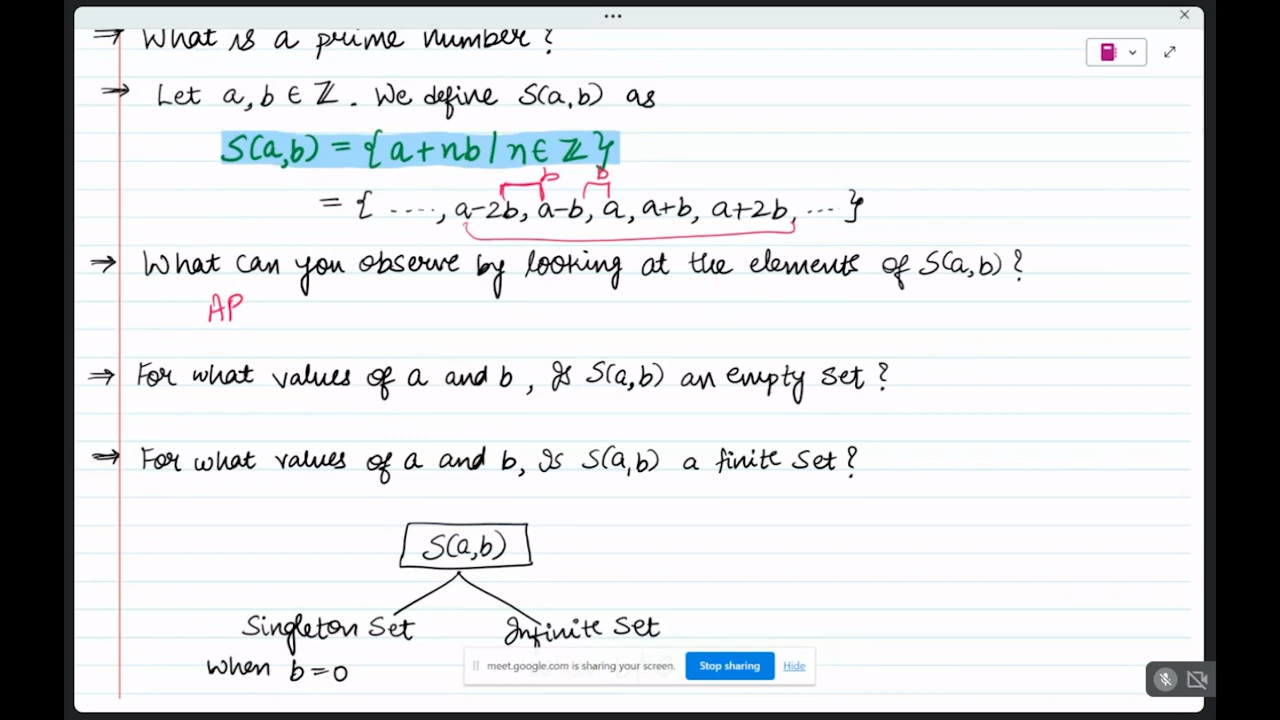 ⇒ What is a prime number?
⇒ Let a, b ∈ ℤ. We define S(a,b) as
S(a,b) = {a+nb | n ∈ ℤ}
b b
= { ...., a-2b, a-b, a, a+b, a+2b, .... }
⇒ What can you observe by looking at the elements of S(a,b)?
AP
⇒ For what values of a and b, Is S(a,b) an empty set?
⇒ For what values of a and b, Is S(a,b) a finite set?
S(a,b)
Singleton Set Infinite Set
when b=0
meet.google.com is sharing your screen. Stop sharing Hide